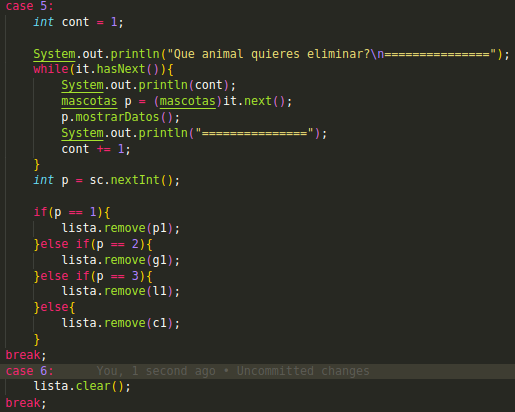 case 5:
    int cont = 1;

    System.out.println("Que animal quieres eliminar?\n===============");
    while(it.hasNext()){
        System.out.println(cont);
        mascotas p = (mascotas)it.next();
        p.mostrarDatos();
        System.out.println("===============");
        cont += 1;
    }
    int p = sc.nextInt();

    if(p == 1){
        lista.remove(p1);
    }else if(p == 2){
        lista.remove(g1);
    }else if(p == 3){
        lista.remove(l1);
    }else{
        lista.remove(c1);
    }
break;
case 6:      You, 1 second ago • Uncommitted changes
    lista.clear();
break;